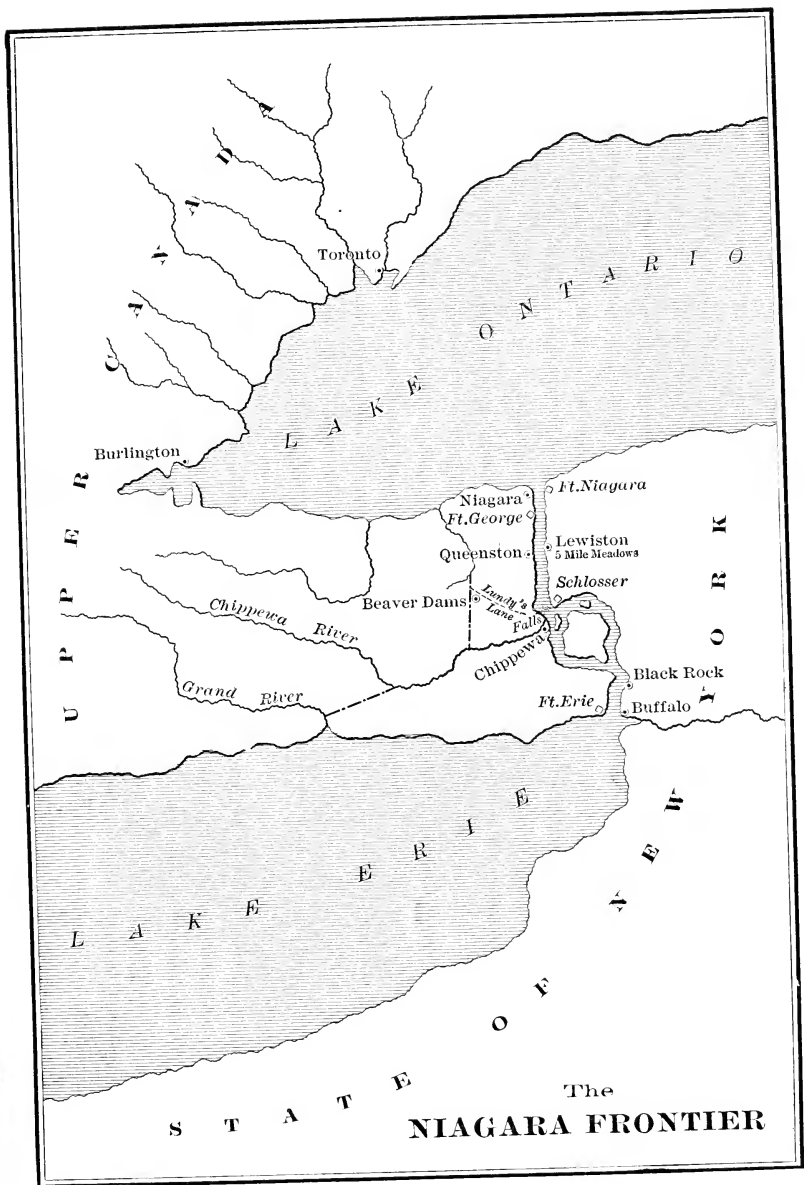 UPPER CANADA
Toronto
LAKE ONTARIO
Burlington
Niagara
Ft. Niagara
Ft. George
Queenston
Lewiston
5 Mile Meadows
Schlosser
Beaver Dams
Lundy's
Lane
Falls
Chippewa River
Chippewa
Grand River
Black Rock
Ft. Erie
Buffalo
LAKE ERIE
STATE OF NEW YORK
The
NIAGARA FRONTIER